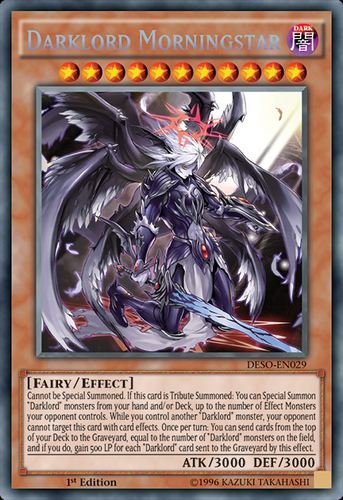 Darklord Morningstar
DARK
闇
DESO-EN029
[Fairy/Effect]
Cannot be Special Summoned. If this card is Tribute Summoned: You can Special Summon
"Darklord" monsters from your hand and/or Deck, up to the number of Effect Monsters
your opponent controls. While you control another "Darklord" monster, your opponent
cannot target this card with card effects. Once per turn: You can send cards from the top
of your Deck to the Graveyard, equal to the number of "Darklord" monsters on the field,
and if you do, gain 500 LP for each "Darklord" card sent to the Graveyard by this effect.
ATK/3000 DEF/3000
1st Edition
©1996 KAZUKI TAKAHASHI